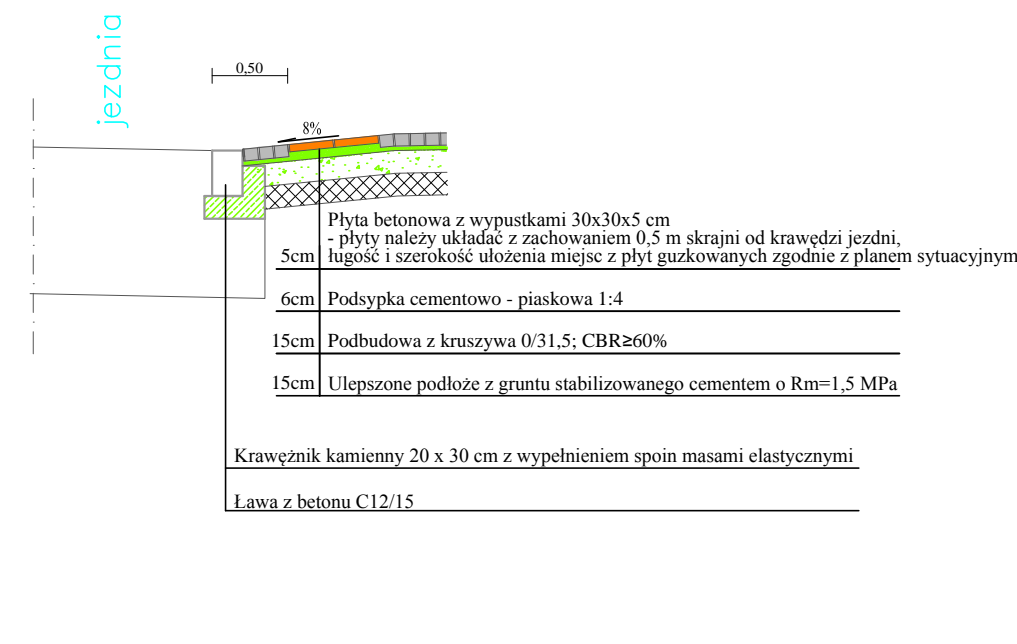 jezdnia
0,50
8%
Płyta betonowa z wypustkami 30x30x5 cm
- płyty należy układać z zachowaniem 0,5 m skrajni od krawędzi jezdni,
5cm ługość i szerokość ułożenia miejsc z płyt guzkowanych zgodnie z planem sytuacyjnym
6cm Podsypka cementowo - piaskowa 1:4
15cm Podbudowa z kruszywa 0/31,5; CBR≥60%
15cm Ulepszone podłoże z gruntu stabilizowanego cementem o Rm=1,5 MPa
Krawężnik kamienny 20 x 30 cm z wypełnieniem spoin masami elastycznymi
Ława z betonu C12/15